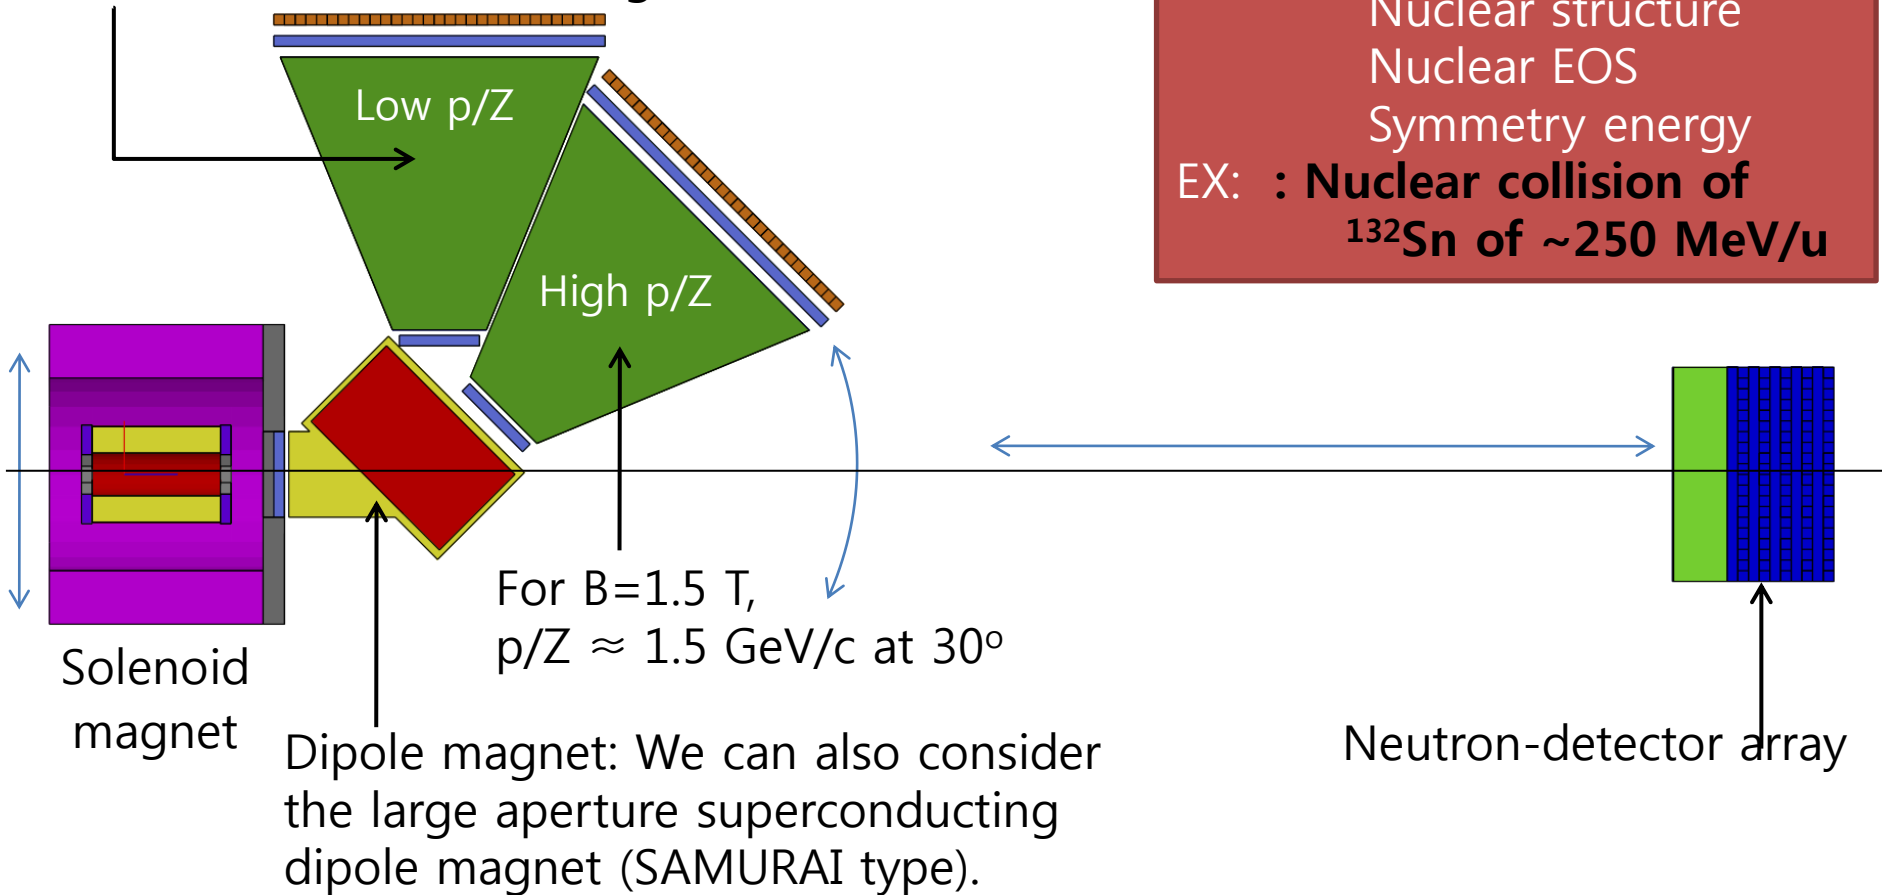 Nuclear structure
Nuclear EOS
Symmetry energy
EX: : Nuclear collision of
¹³²Sn of ~250 MeV/u
Low p/Z
High p/Z
For B=1.5 T,
p/Z ≈ 1.5 GeV/c at 30º
Solenoid
magnet
Dipole magnet: We can also consider
the large aperture superconducting
dipole magnet (SAMURAI type).
Neutron-detector array